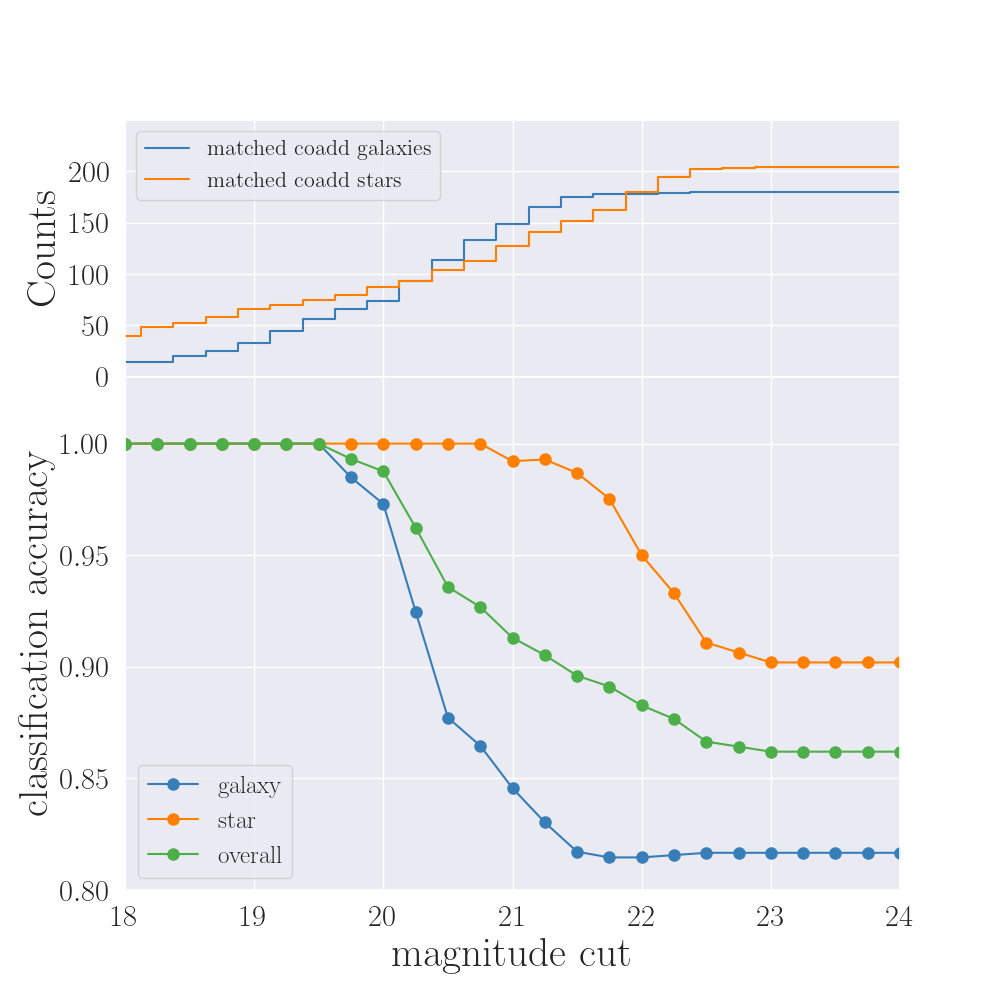 matched coadd galaxies
matched coadd stars
200
150
100
50
0
Counts
1.00
0.95
0.90
0.85
0.80
classification accuracy
galaxy
star
overall
18 19 20 21 22 23 24
magnitude cut